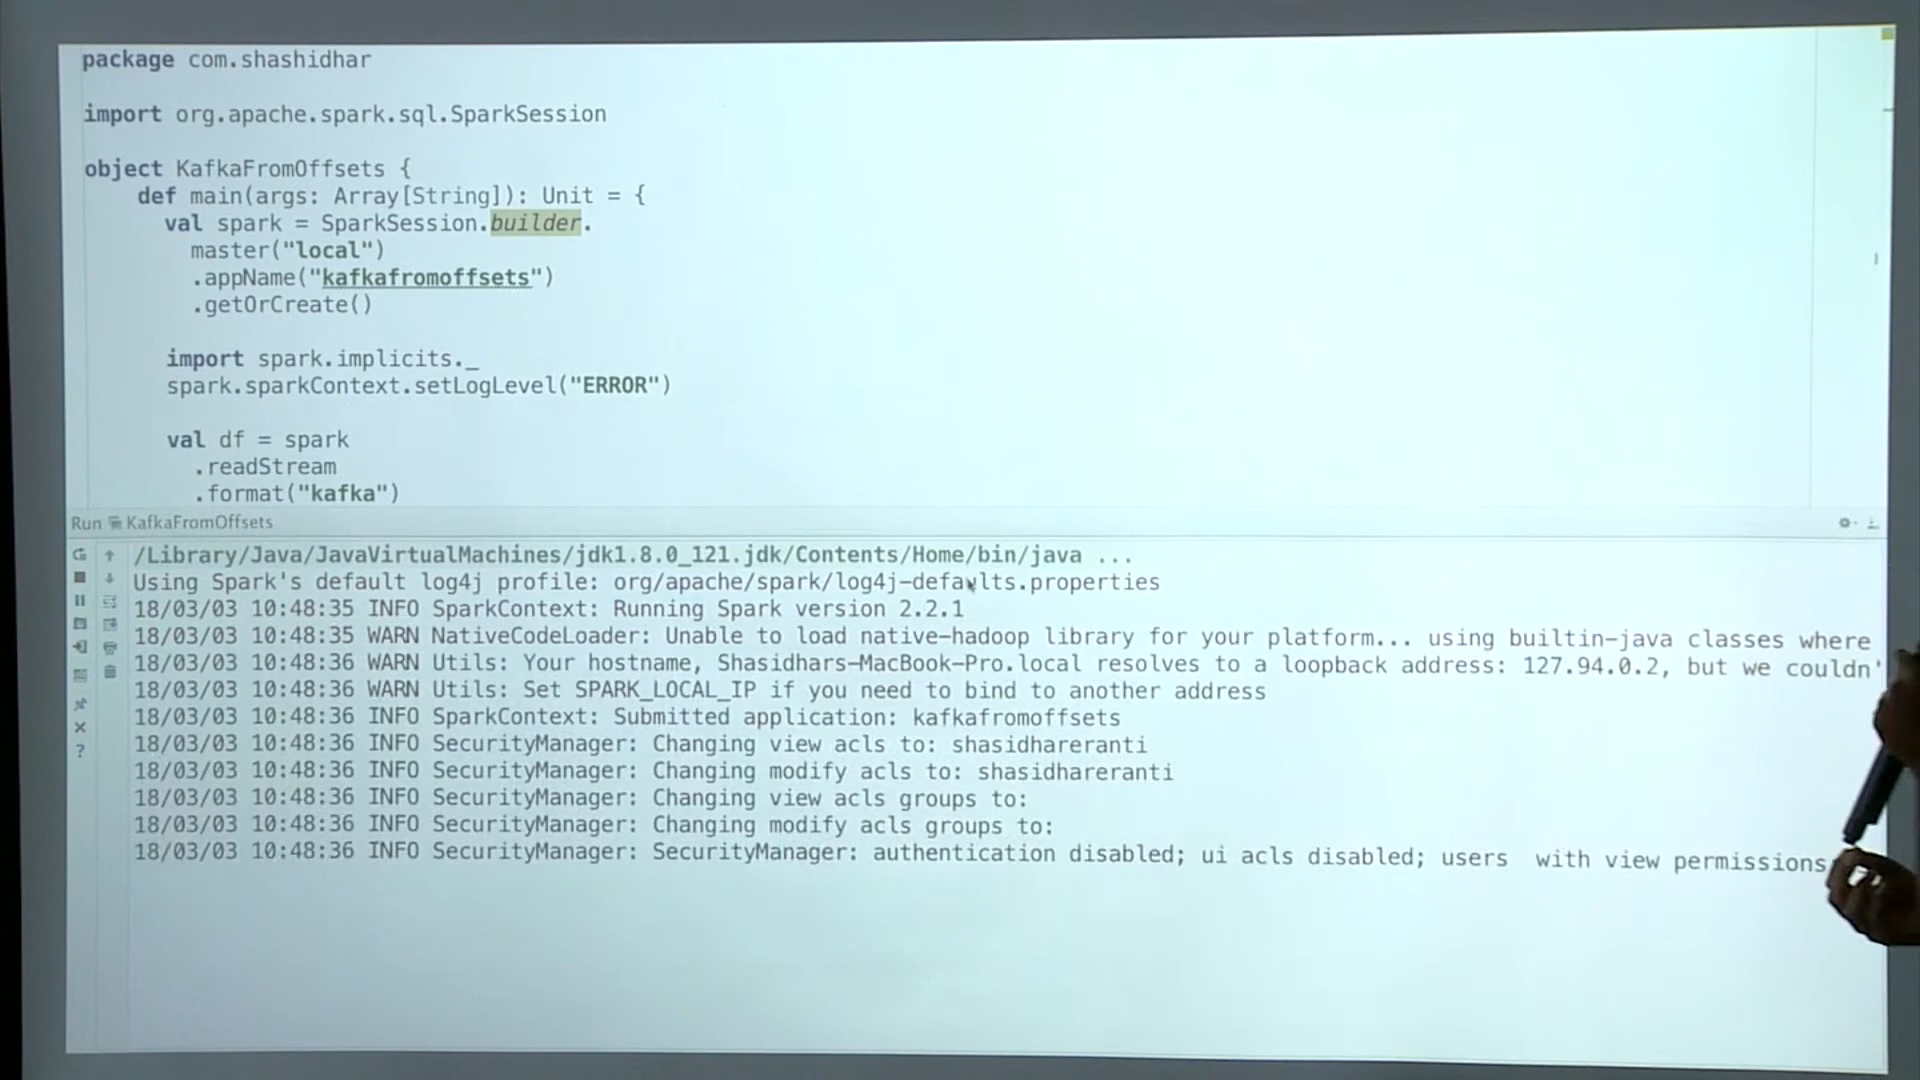 package com.shashidhar
import org.apache.spark.sql.SparkSession
object KafkaFromOffsets {
def main(args: Array[String]): Unit = {
val spark = SparkSession.builder.
master("local")
.appName("kafkafromoffsets")
.getOrCreate()
import spark.implicits._
spark.sparkContext.setLogLevel("ERROR")
val df = spark
.readStream
.format("kafka")
Run KafkaFromOffsets
/Library/Java/JavaVirtualMachines/jdk1.8.0_121.jdk/Contents/Home/bin/java ...
Using Spark's default log4j profile: org/apache/spark/log4j-defaults.properties
18/03/03 10:48:35 INFO SparkContext: Running Spark version 2.2.1
18/03/03 10:48:35 WARN NativeCodeLoader: Unable to load native-hadoop library for your platform... using builtin-java classes where
18/03/03 10:48:36 WARN Utils: Your hostname, Shasidhars-MacBook-Pro.local resolves to a loopback address: 127.94.0.2, but we couldn'
18/03/03 10:48:36 WARN Utils: Set SPARK_LOCAL_IP if you need to bind to another address
18/03/03 10:48:36 INFO SparkContext: Submitted application: kafkafromoffsets
18/03/03 10:48:36 INFO SecurityManager: Changing view acls to: shasidhareranti
18/03/03 10:48:36 INFO SecurityManager: Changing modify acls to: shasidhareranti
18/03/03 10:48:36 INFO SecurityManager: Changing view acls groups to:
18/03/03 10:48:36 INFO SecurityManager: Changing modify acls groups to:
18/03/03 10:48:36 INFO SecurityManager: SecurityManager: authentication disabled; ui acls disabled; users  with view permissions